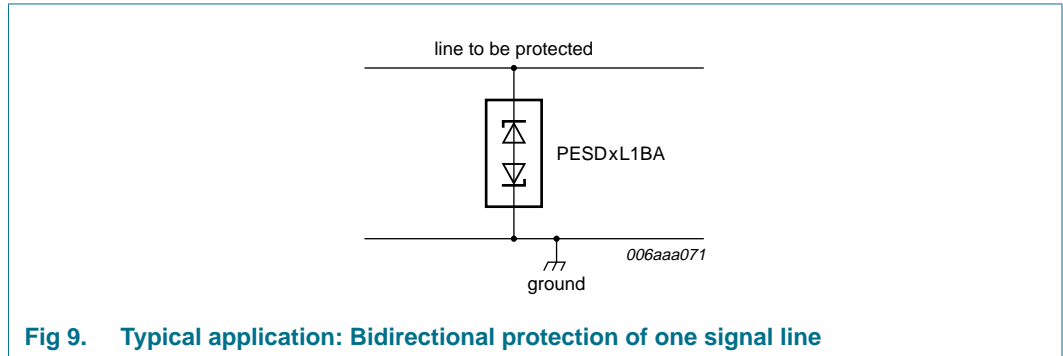 line to be protected
PESDxL1BA
006aaa071
ground
Fig 9. Typical application: Bidirectional protection of one signal line